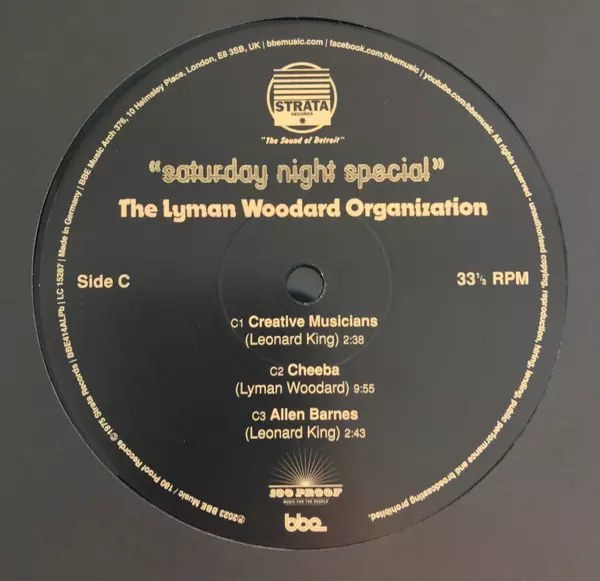 ℗2023 BBE Music / 180 Proof Records ©1975 Strata Records | BBE414ALPb | LC 15287 | Made in Germany | BBE Music Arch 376, 10 Helmsley Place, London, E8 3SB, UK | bbemusic.com | facebook.com/bbemusic | youtube.com/bbemusic All rights reserved - unauthorised copying, reproduction, hiring, lending, public performance and broadcasting prohibited.
STRATA
RECORDS
"The Sound of Detroit"
"saturday night special"
The Lyman Woodard Organization
Side C
33⅓ RPM
C1 Creative Musicians
(Leonard King) 2:38
C2 Cheeba
(Lyman Woodard) 9:55
C3 Allen Barnes
(Leonard King) 2:43
180 PROOF
MUSIC FOR THE PEOPLE
bbe